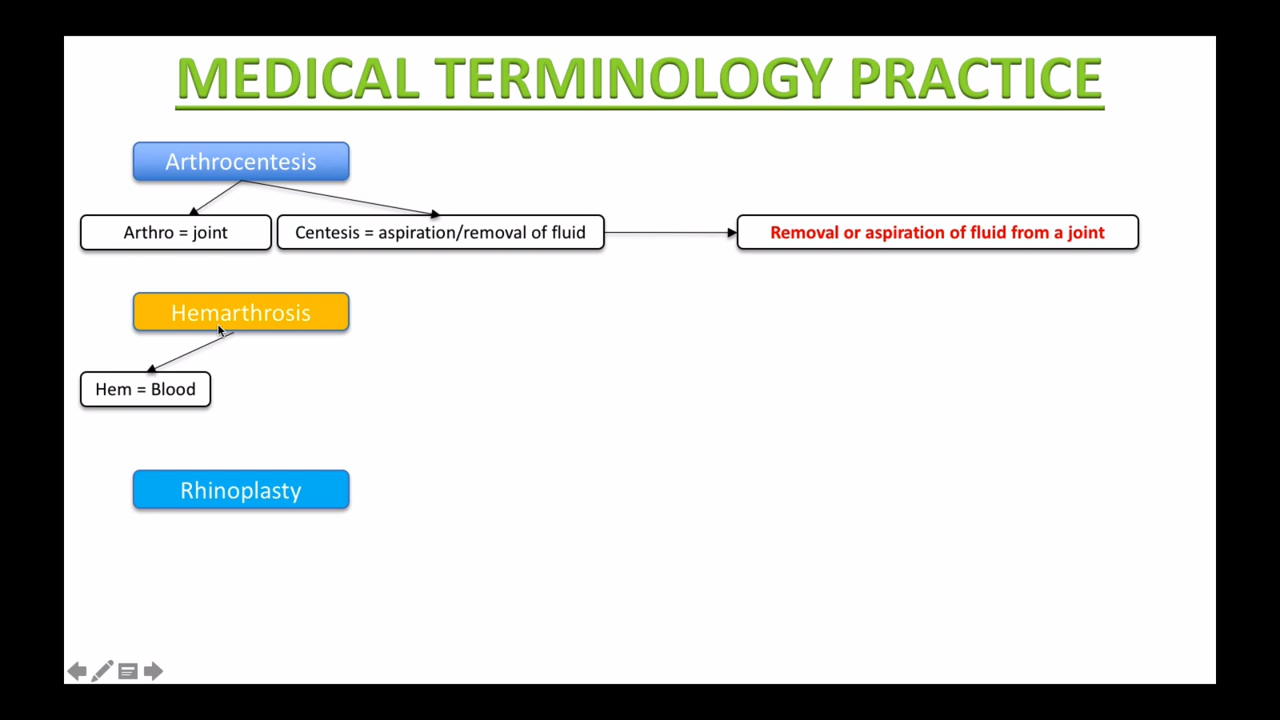 MEDICAL TERMINOLOGY PRACTICE
Arthrocentesis
Arthro = joint
Centesis = aspiration/removal of fluid
Removal or aspiration of fluid from a joint
Hemarthrosis
Hem = Blood
Rhinoplasty